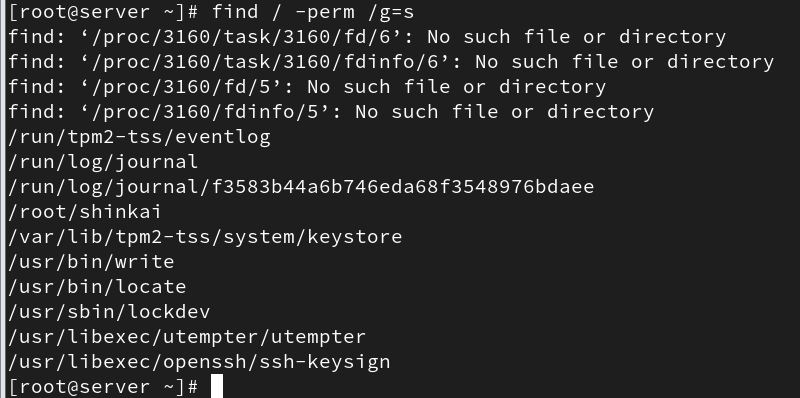 [root@server ~]# find / -perm /g=s
find: ‘/proc/3160/task/3160/fd/6’: No such file or directory
find: ‘/proc/3160/task/3160/fdinfo/6’: No such file or directory
find: ‘/proc/3160/fd/5’: No such file or directory
find: ‘/proc/3160/fdinfo/5’: No such file or directory
/run/tpm2-tss/eventlog
/run/log/journal
/run/log/journal/f3583b44a6b746eda68f3548976bdaee
/root/shinkai
/var/lib/tpm2-tss/system/keystore
/usr/bin/write
/usr/bin/locate
/usr/sbin/lockdev
/usr/libexec/utempter/utempter
/usr/libexec/openssh/ssh-keysign
[root@server ~]#